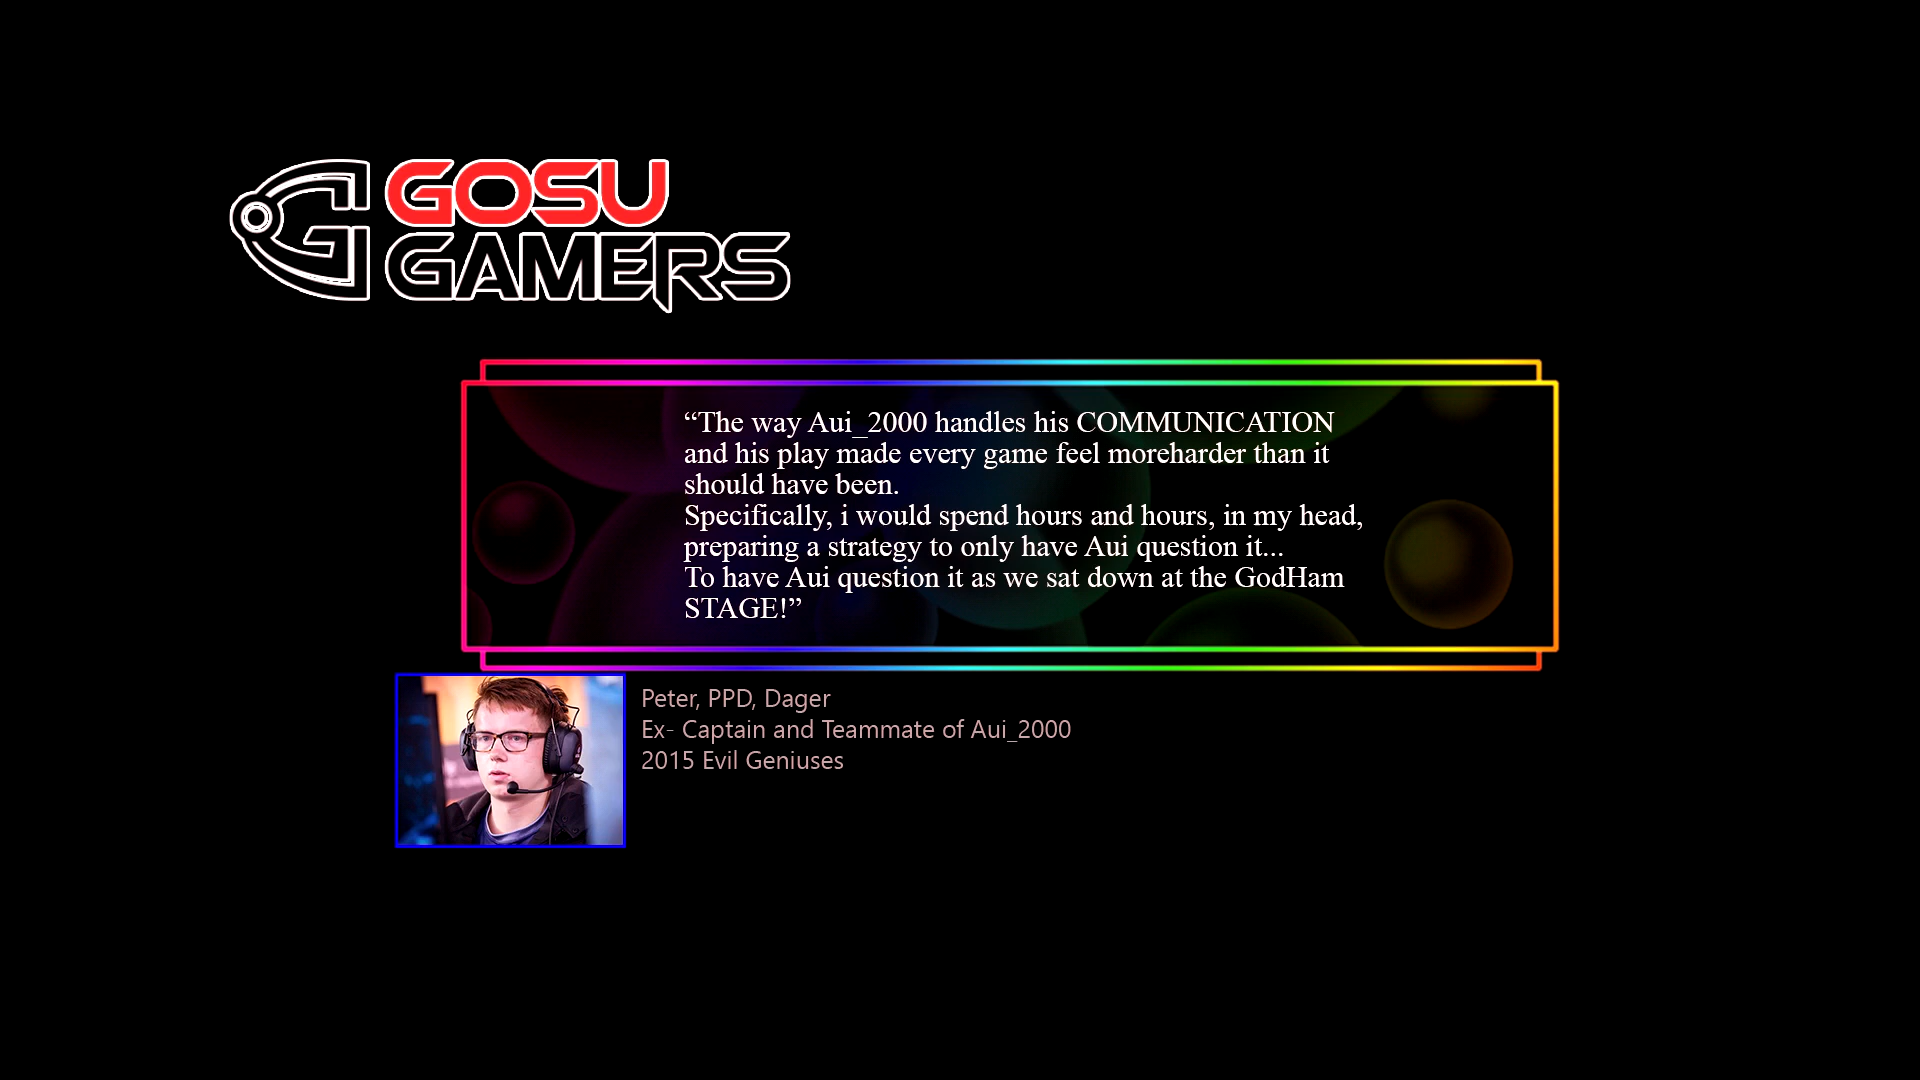 GOSU
GAMERS
“The way Aui_2000 handles his COMMUNICATION
and his play made every game feel moreharder than it
should have been.
Specifically, i would spend hours and hours, in my head,
preparing a strategy to only have Aui question it...
To have Aui question it as we sat down at the GodHam
STAGE!”
Peter, PPD, Dager
Ex- Captain and Teammate of Aui_2000
2015 Evil Geniuses